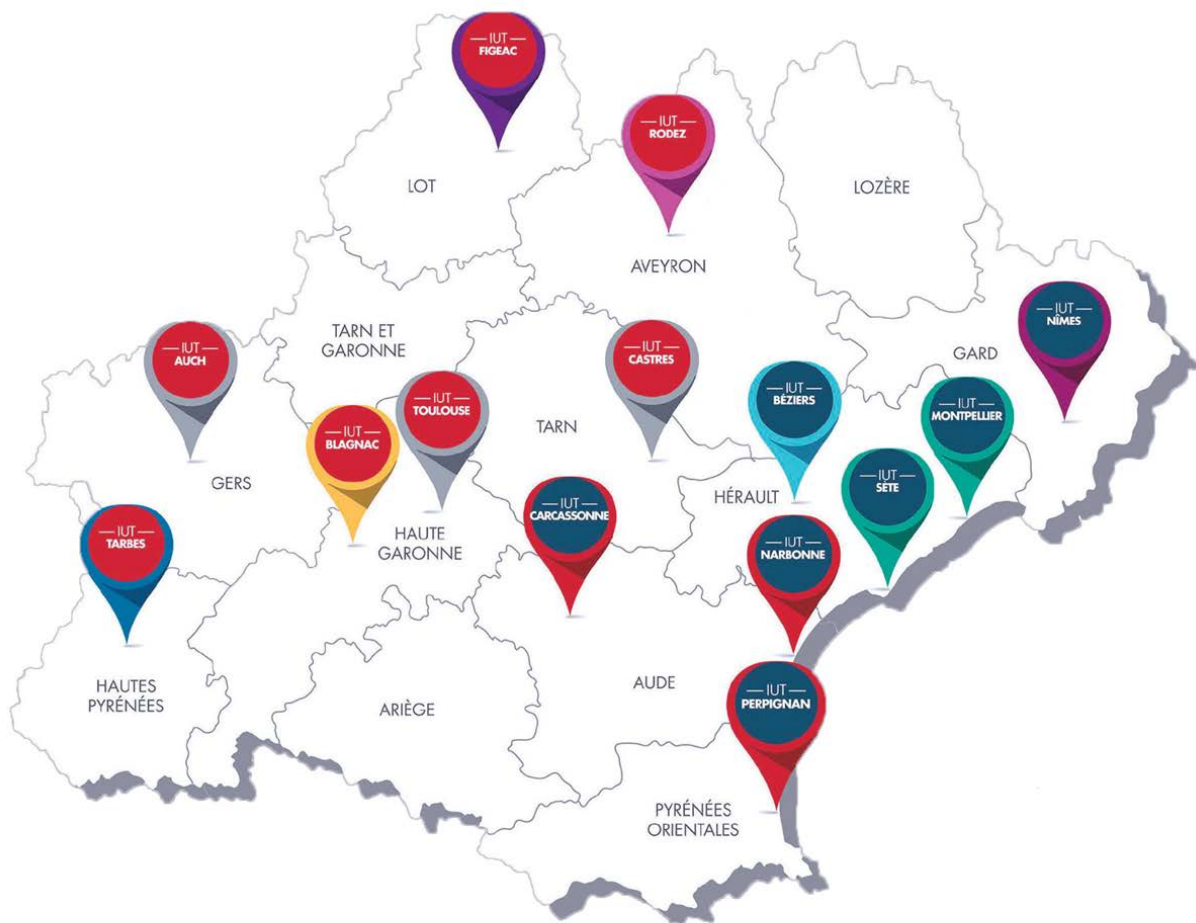 IUT
FIGEAC
IUT
RODEZ
LOT
LOZÈRE
AVEYRON
IUT
NÎMES
TARN ET
GARONNE
IUT
AUCH
IUT
CASTRES
GARD
IUT
TOULOUSE
IUT
BÉZIERS
IUT
MONTPELLIER
IUT
BLAGNAC
TARN
GERS
IUT
SÈTE
HÉRAULT
IUT
CARCASSONNE
HAUTE
GARONNE
IUT
TARBES
IUT
NARBONNE
HAUTES
PYRÉNÉES
ARIÈGE
AUDE
IUT
PERPIGNAN
PYRÉNÉES
ORIENTALES